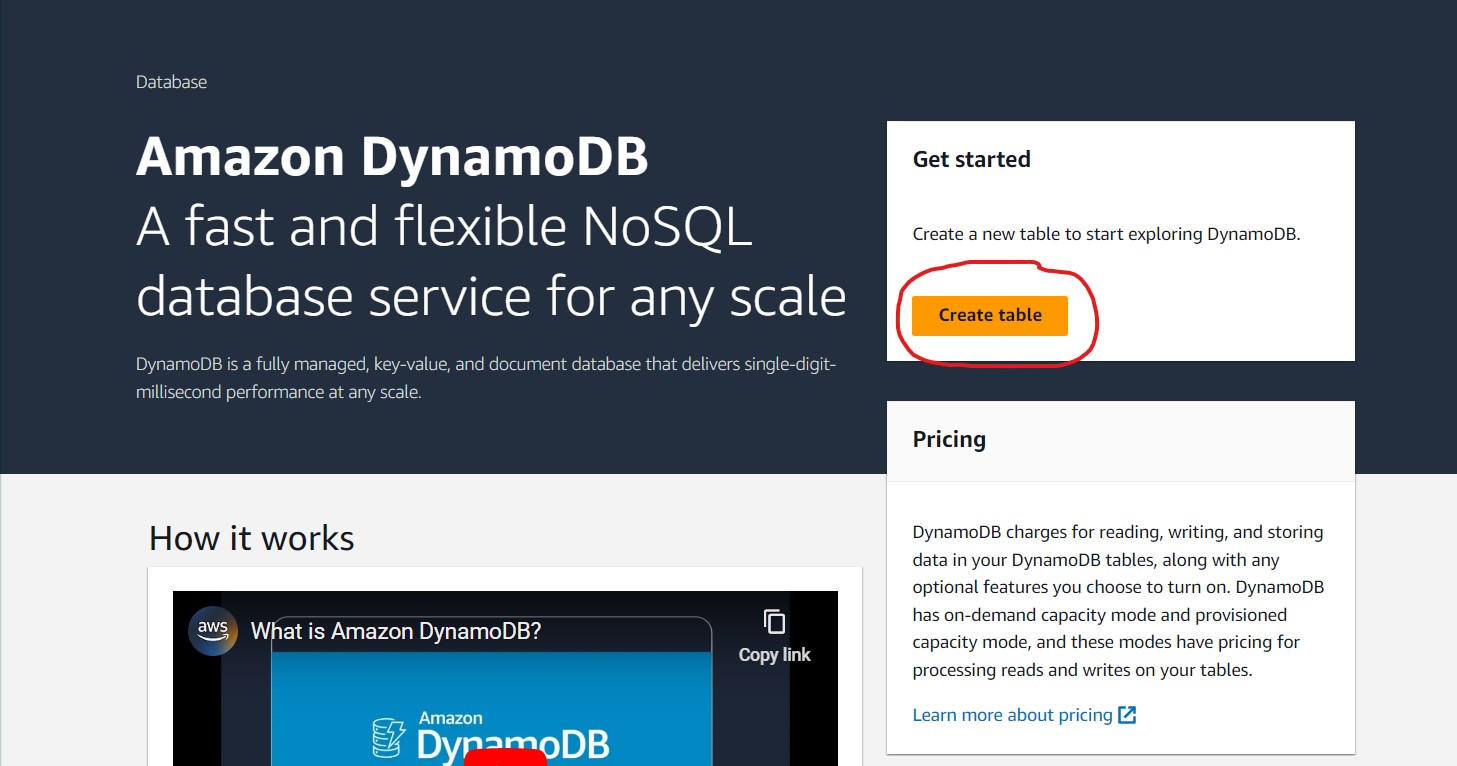 Database
Amazon DynamoDB
A fast and flexible NoSQL
database service for any scale
DynamoDB is a fully managed, key-value, and document database that delivers single-digit-
millisecond performance at any scale.
Get started
Create a new table to start exploring DynamoDB.
Create table
Pricing
DynamoDB charges for reading, writing, and storing
data in your DynamoDB tables, along with any
optional features you choose to turn on. DynamoDB
has on-demand capacity mode and provisioned
capacity mode, and these modes have pricing for
processing reads and writes on your tables.
Learn more about pricing
How it works
aws
What is Amazon DynamoDB?
Copy link
Amazon
DynamoDB